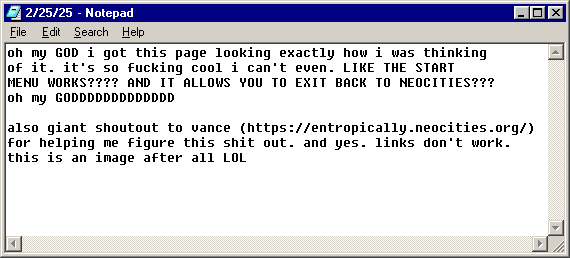 2/25/25 - Notepad
File Edit Search Help
oh my GOD i got this page looking exactly how i was thinking
of it. it's so fucking cool i can't even. LIKE THE START
MENU WORKS???? AND IT ALLOWS YOU TO EXIT BACK TO NEOCITIES???
oh my GODDDDDDDDDDDDDD

also giant shoutout to vance (https://entropically.neocities.org/)
for helping me figure this shit out. and yes. links don't work.
this is an image after all LOL